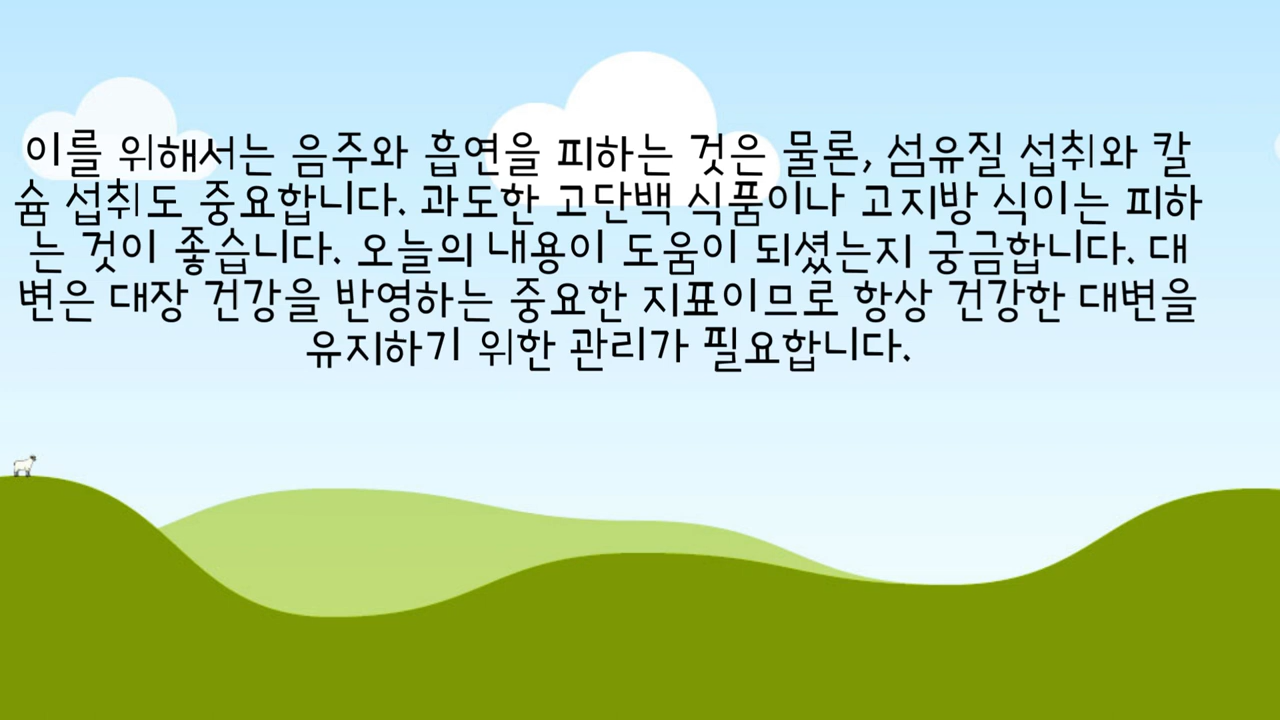 이를 위해서는 음주와 흡연을 피하는 것은 물론, 섬유질 섭취와 칼
슘 섭취도 중요합니다. 과도한 고단백 식품이나 고지방 식이는 피하
는 것이 좋습니다. 오늘의 내용이 도움이 되셨는지 궁금합니다. 대
변은 대장 건강을 반영하는 중요한 지표이므로 항상 건강한 대변을
유지하기 위한 관리가 필요합니다.